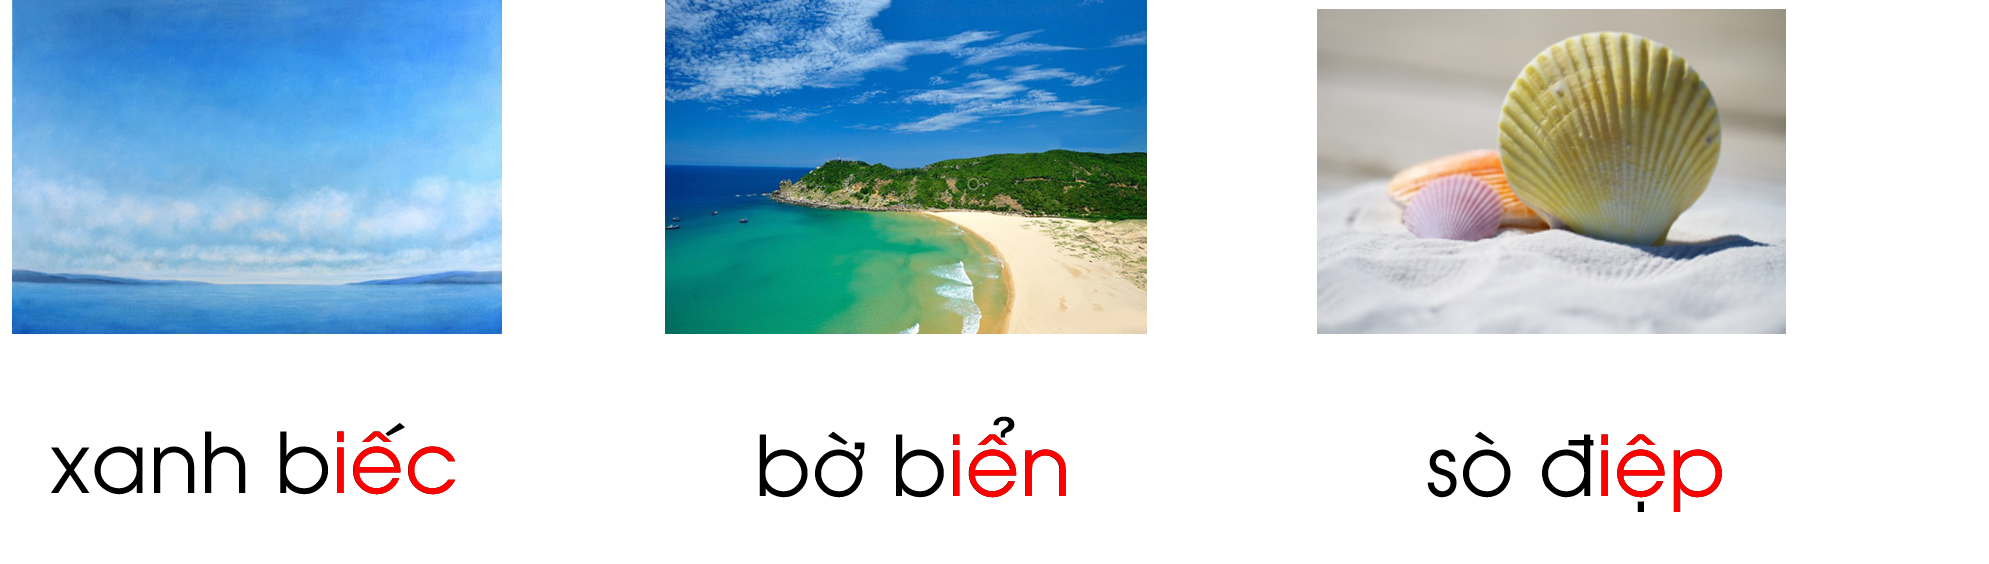 xanh biếc
bờ biển
sò điệp